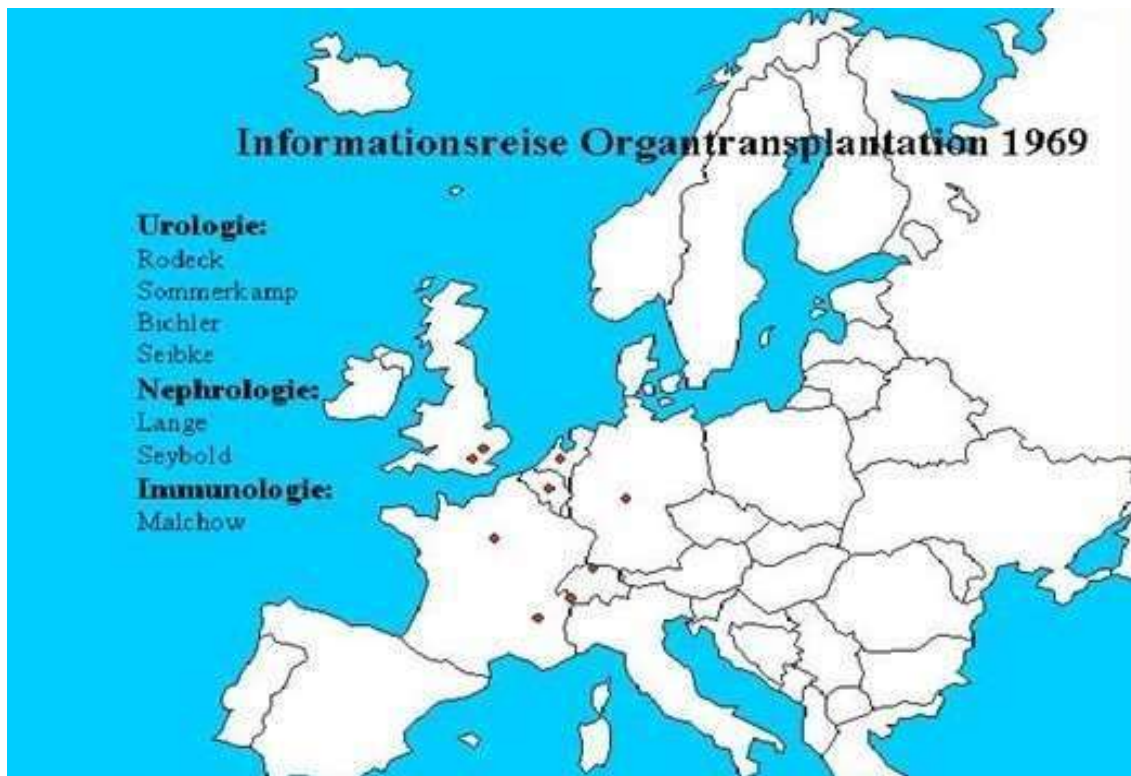 Informationsreise Organtransplantation 1969
Urologie:
Rodeck
Sommerkamp
Bichler
Seibke
Nephrologie:
Lange
Seybold
Immunologie:
Malchow